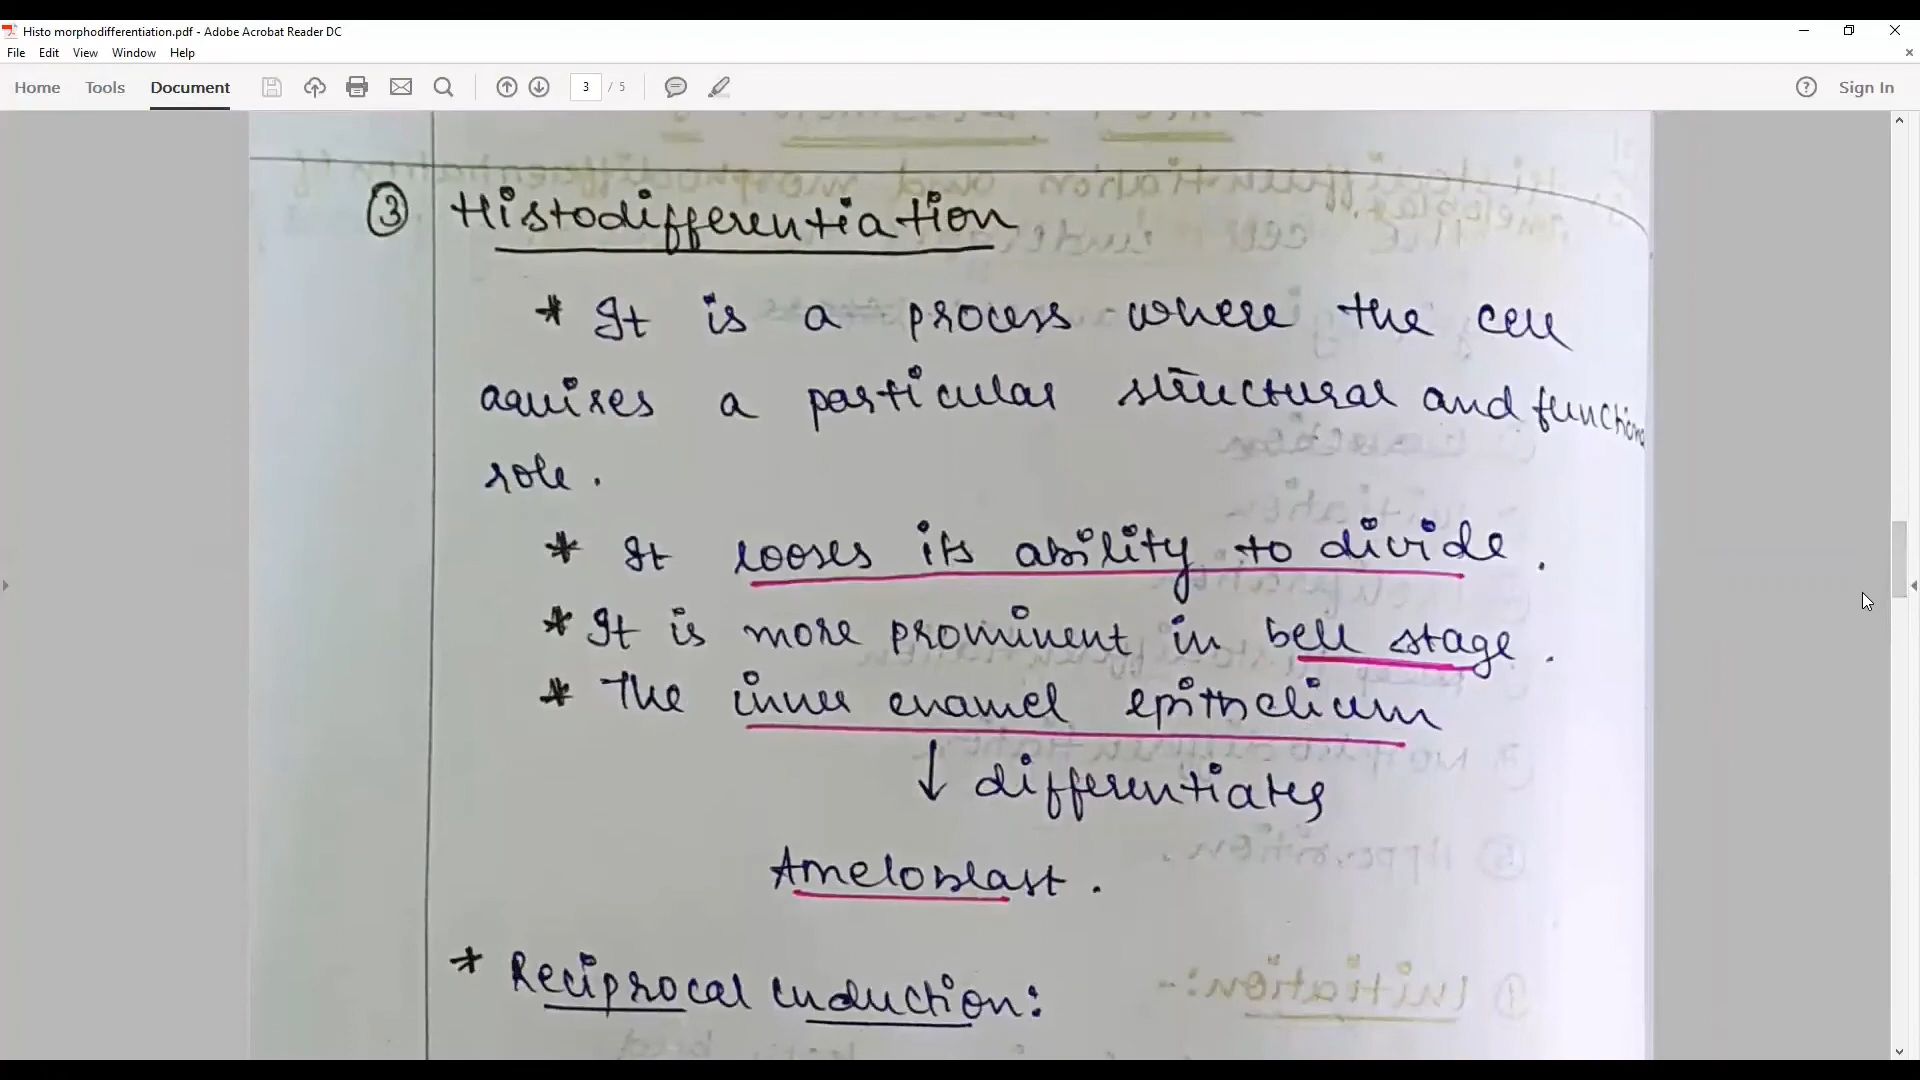 Histo morphodifferentiation.pdf - Adobe Acrobat Reader DC
File Edit View Window Help
Home Tools Document 3 / 5 Sign In
③ Histodifferentiation
* It is a process where the cell
aquires a particular structural and functional
role.
* It looses its ability to divide.
* It is more prominent in bell stage.
* The inner enamel epithelium
↓ differentiates
Ameloblast.
* Reciprocal induction: